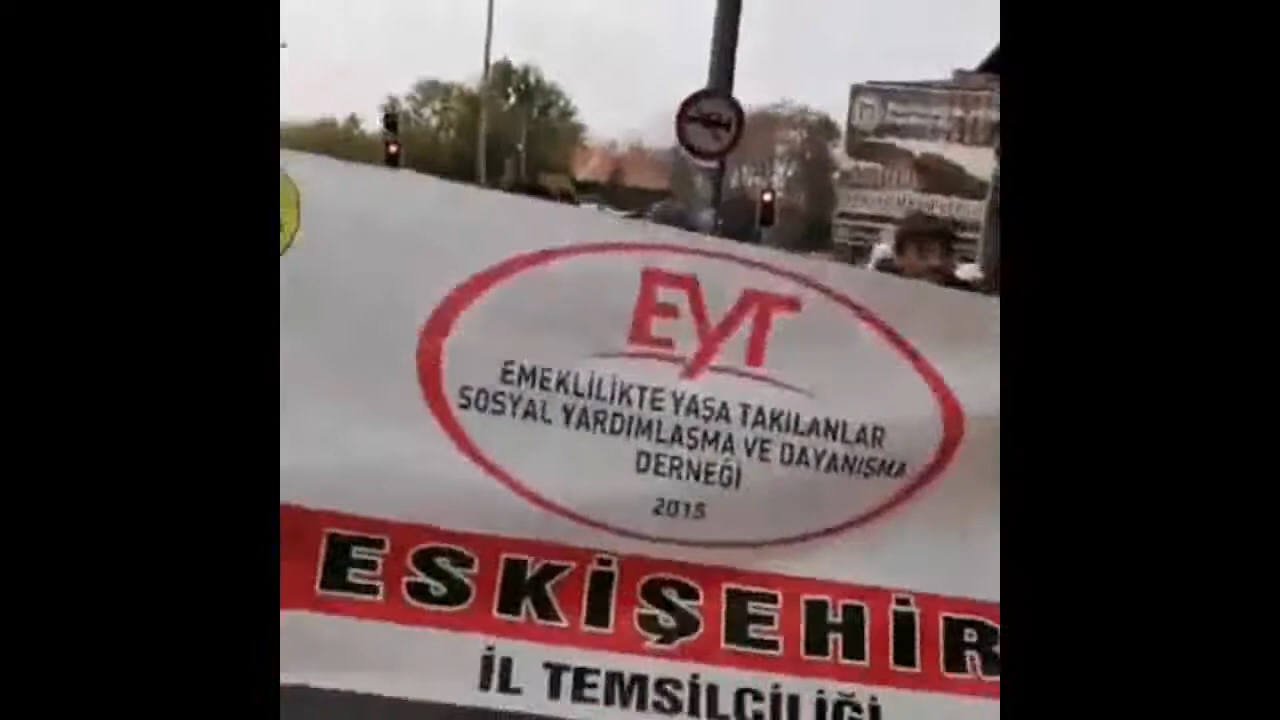 EYT
EMEKLİLİKTE YAŞA TAKILANLAR
SOSYAL YARDIMLAŞMA VE DAYANIŞMA
DERNEĞİ
2015
ESKİŞEHİR
İL TEMSİLCİLİĞİ